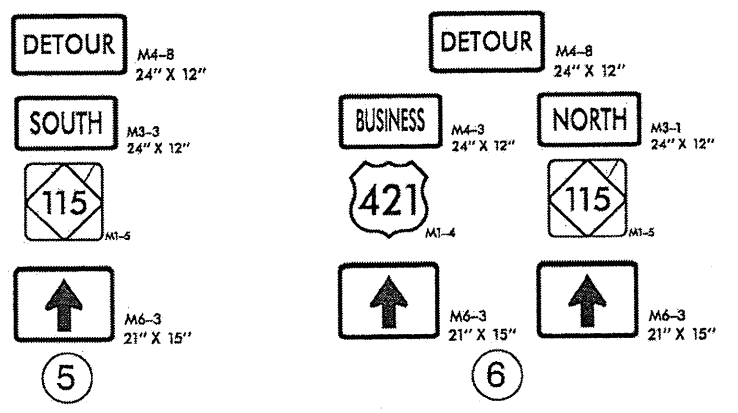 DETOUR
M4-8
24" X 12"
SOUTH
M3-3
24" X 12"
115
M1-5
M6-3
21" X 15"
5
DETOUR
M4-8
24" X 12"
BUSINESS
M4-3
24" X 12"
NORTH
M3-1
24" X 12"
421
M1-4
115
M1-5
M6-3
21" X 15"
M6-3
21" X 15"
6